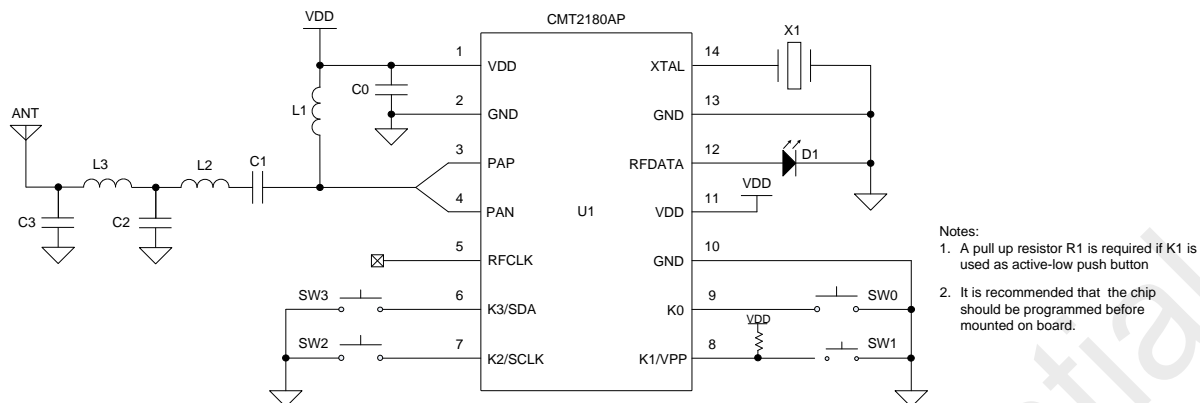 CMT2180AP
VDD
X1
1
VDD
14
XTAL
C0
2
GND
13
GND
L1
ANT
3
PAP
12
RFDATA
D1
L3
L2
C1
VDD
4
PAN
U1
11
VDD
C3
C2
5
RFCLK
10
GND
SW3
6
K3/SDA
9
K0
SW0
VDD
SW2
7
K2/SCLK
8
K1/VPP
SW1
Notes:
1. A pull up resistor R1 is required if K1 is
used as active-low push button
2. It is recommended that the chip
should be programmed before
mounted on board.